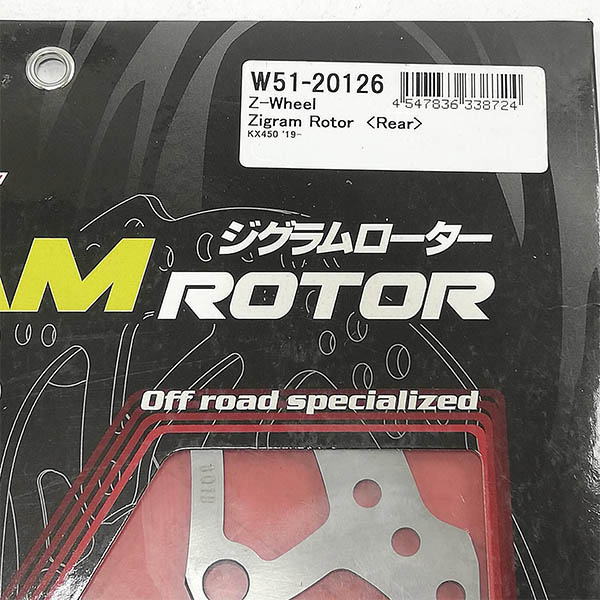 W51-20126
Z-Wheel
Zigram Rotor <Rear>
KX450 '19-
4 547836 338724
ジグラムローター
AM ROTOR
Off road specialized